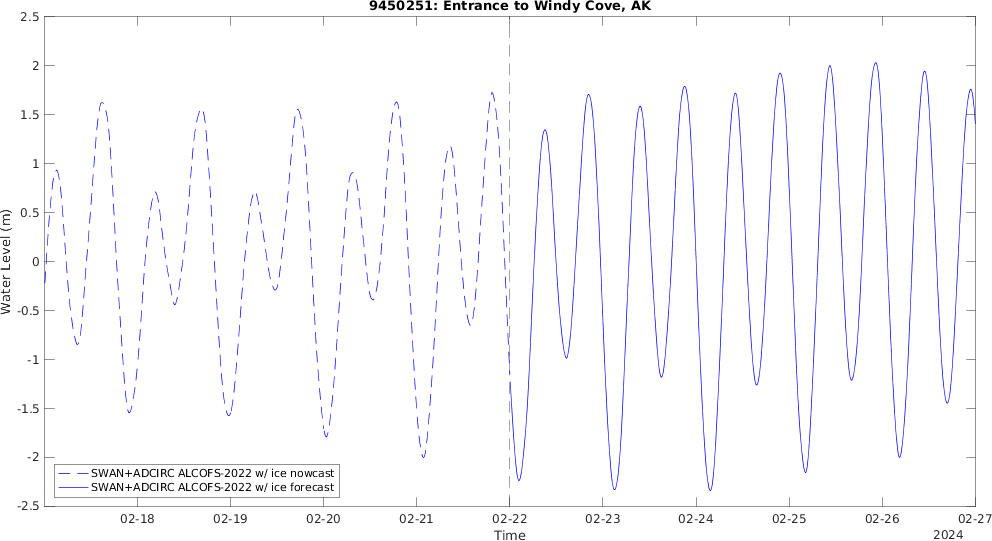 9450251: Entrance to Windy Cove, AK
2.5
2
1.5
1
0.5
0
-0.5
-1
-1.5
-2
-2.5
Water Level (m)
SWAN+ADCIRC ALCOFS-2022 w/ ice nowcast
SWAN+ADCIRC ALCOFS-2022 w/ ice forecast
02-18 02-19 02-20 02-21 02-22 02-23 02-24 02-25 02-26 02-27
Time
2024